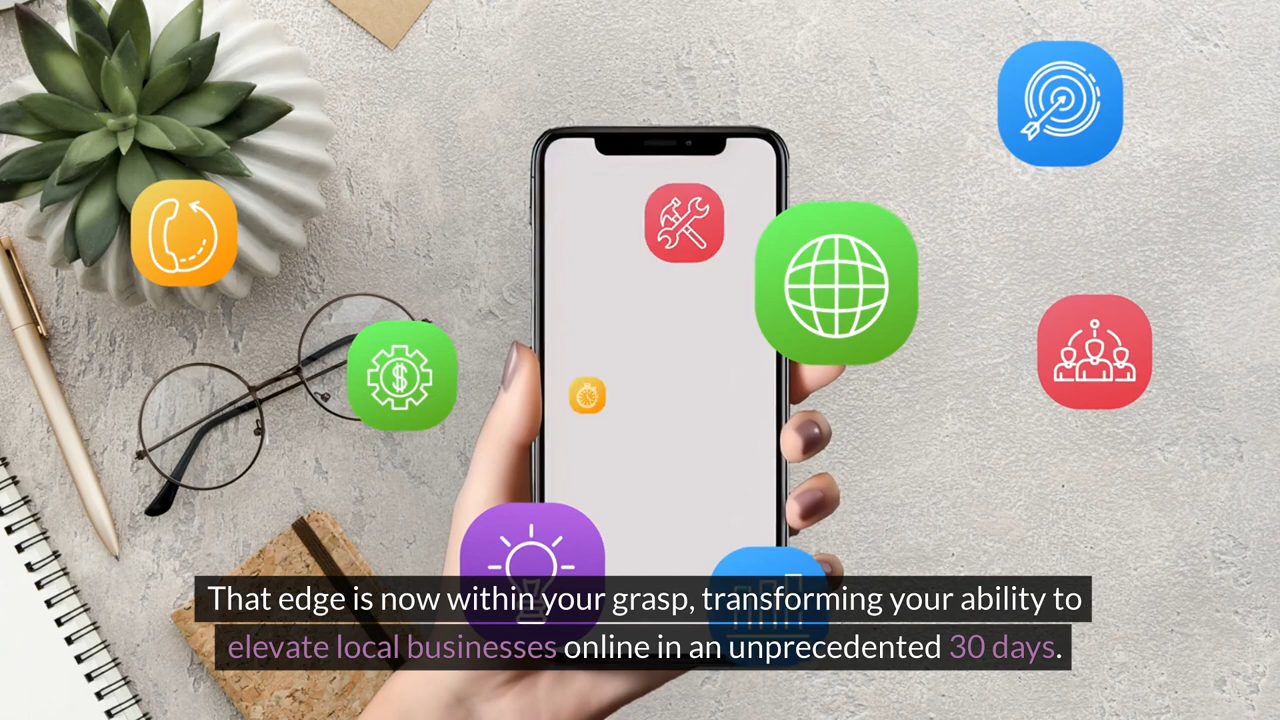 That edge is now within your grasp, transforming your ability to
elevate local businesses online in an unprecedented 30 days.